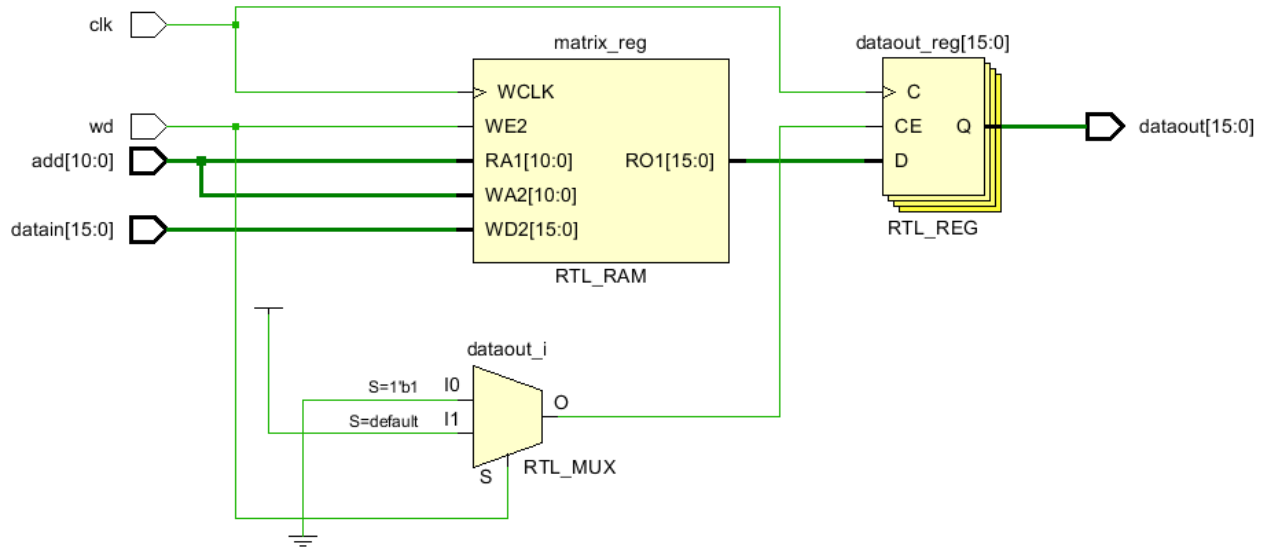 clk
matrix_reg
dataout_reg[15:0]
WCLK
C
wd
WE2
CE
Q
dataout[15:0]
add[10:0]
RA1[10:0]
RO1[15:0]
D
WA2[10:0]
datain[15:0]
WD2[15:0]
RTL_REG
RTL_RAM
dataout_i
S=1'b1
I0
O
S=default
I1
S
RTL_MUX